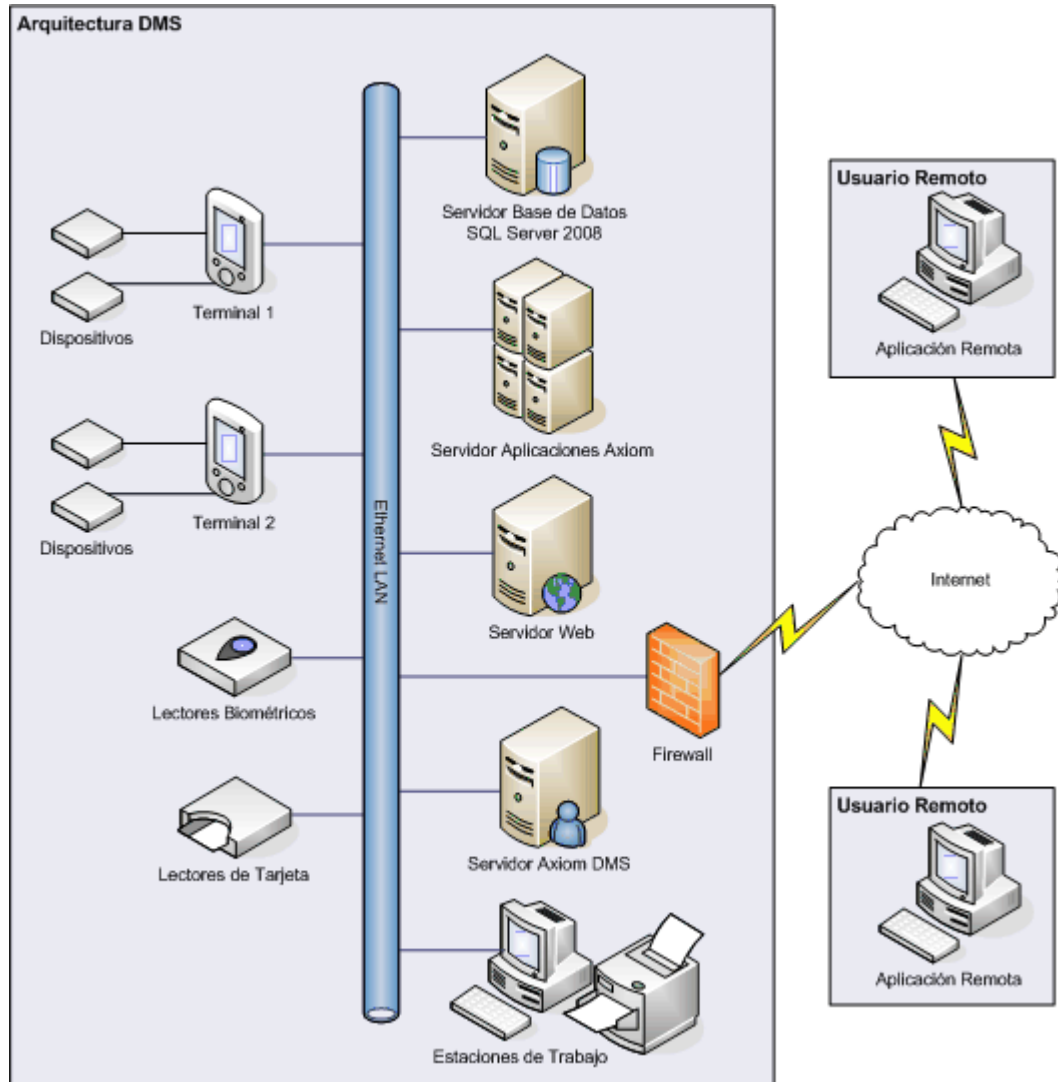 Arquitectura DMS
Servidor Base de Datos
SQL Server 2008
Terminal 1
Dispositivos
Servidor Aplicaciones Axiom
Terminal 2
Dispositivos
Ethernet LAN
Servidor Web
Lectores Biométricos
Firewall
Lectores de Tarjeta
Servidor Axiom DMS
Estaciones de Trabajo
Usuario Remoto
Aplicación Remota
Internet
Usuario Remoto
Aplicación Remota